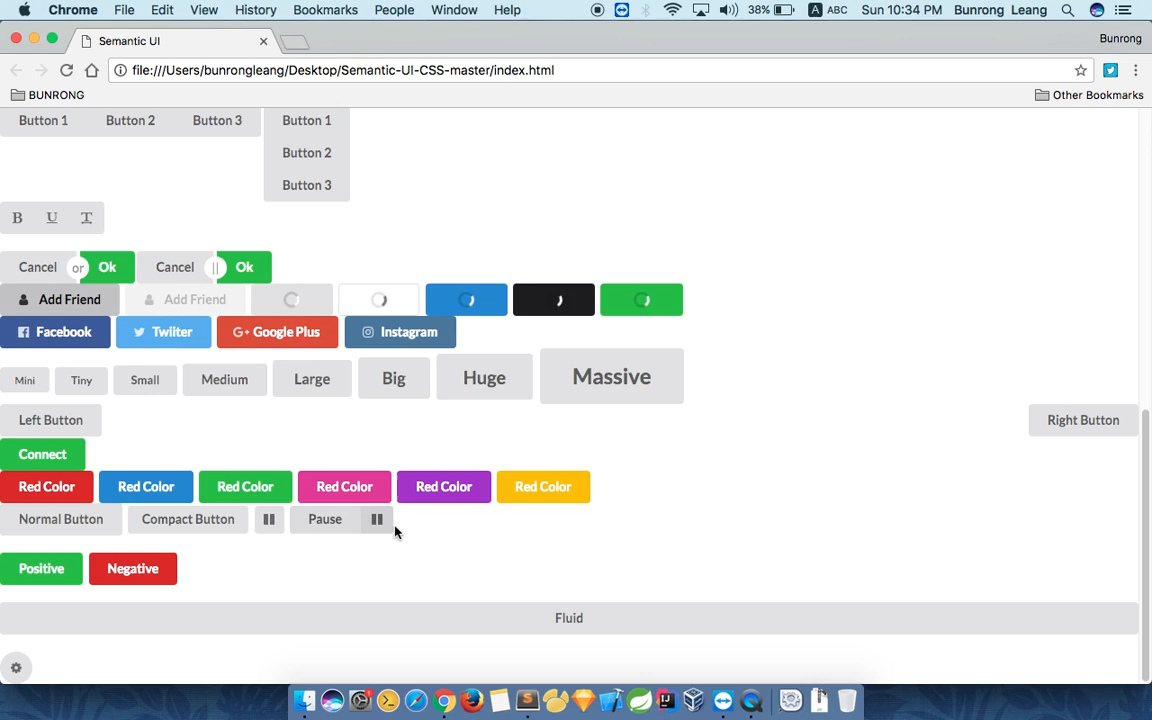 Chrome File Edit View History Bookmarks People Window Help 38% A ABC Sun 10:34 PM Bunrong Leang
Semantic UI Bunrong
file:///Users/bunrongleang/Desktop/Semantic-UI-CSS-master/index.html
BUNRONG Other Bookmarks
Button 1 Button 2 Button 3 Button 1
Button 2
Button 3
B U T
Cancel or Ok Cancel || Ok
Add Friend Add Friend
Facebook Twiiter G+ Google Plus Instagram
Mini Tiny Small Medium Large Big Huge Massive
Left Button Right Button
Connect
Red Color Red Color Red Color Red Color Red Color Red Color
Normal Button Compact Button Pause
Positive Negative
Fluid